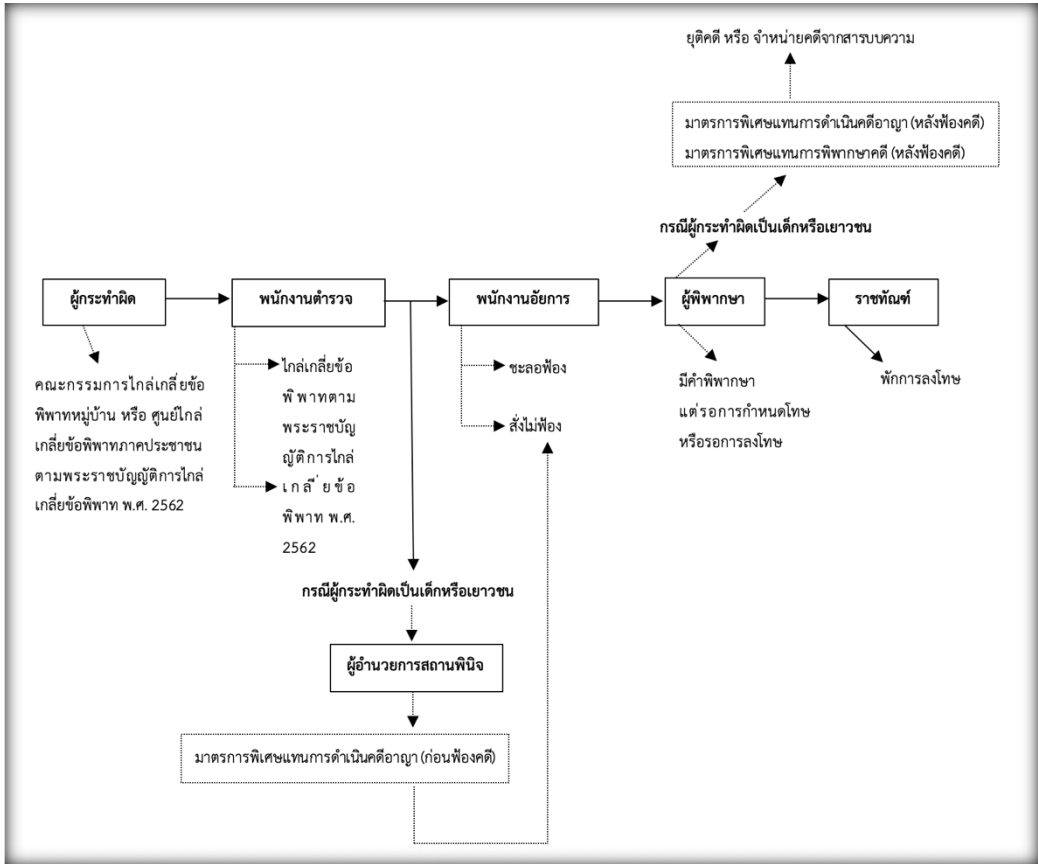 ยุติคดี หรือ จำหน่ายคดีจากสารบบความ
มาตรการพิเศษแทนการดำเนินคดีอาญา (หลังฟ้องคดี)
มาตรการพิเศษแทนการพิพากษาคดี (หลังฟ้องคดี)
กรณีผู้กระทำผิดเป็นเด็กหรือเยาวชน
ผู้กระทำผิด
พนักงานตำรวจ
พนักงานอัยการ
ผู้พิพากษา
ราชทัณฑ์
คณะกรรมการไกล่เกลี่ยข้อ
พิพาทหมู่บ้าน หรือ ศูนย์ไกล่
เกลี่ยข้อพิพาทภาคประชาชน
ตามพระราชบัญญัติการไกล่
เกลี่ยข้อพิพาท พ.ศ. 2562
ไกล่เกลี่ยข้อ
พิพาทตาม
พระราชบัญ
ญัติการไกล่
เกลี่ยข้อ
พิพาท พ.ศ.
2562
ชะลอฟ้อง
สั่งไม่ฟ้อง
มีคำพิพากษา
แต่รอการกำหนดโทษ
หรือรอการลงโทษ
พักการลงโทษ
กรณีผู้กระทำผิดเป็นเด็กหรือเยาวชน
ผู้อำนวยการสถานพินิจ
มาตรการพิเศษแทนการดำเนินคดีอาญา (ก่อนฟ้องคดี)